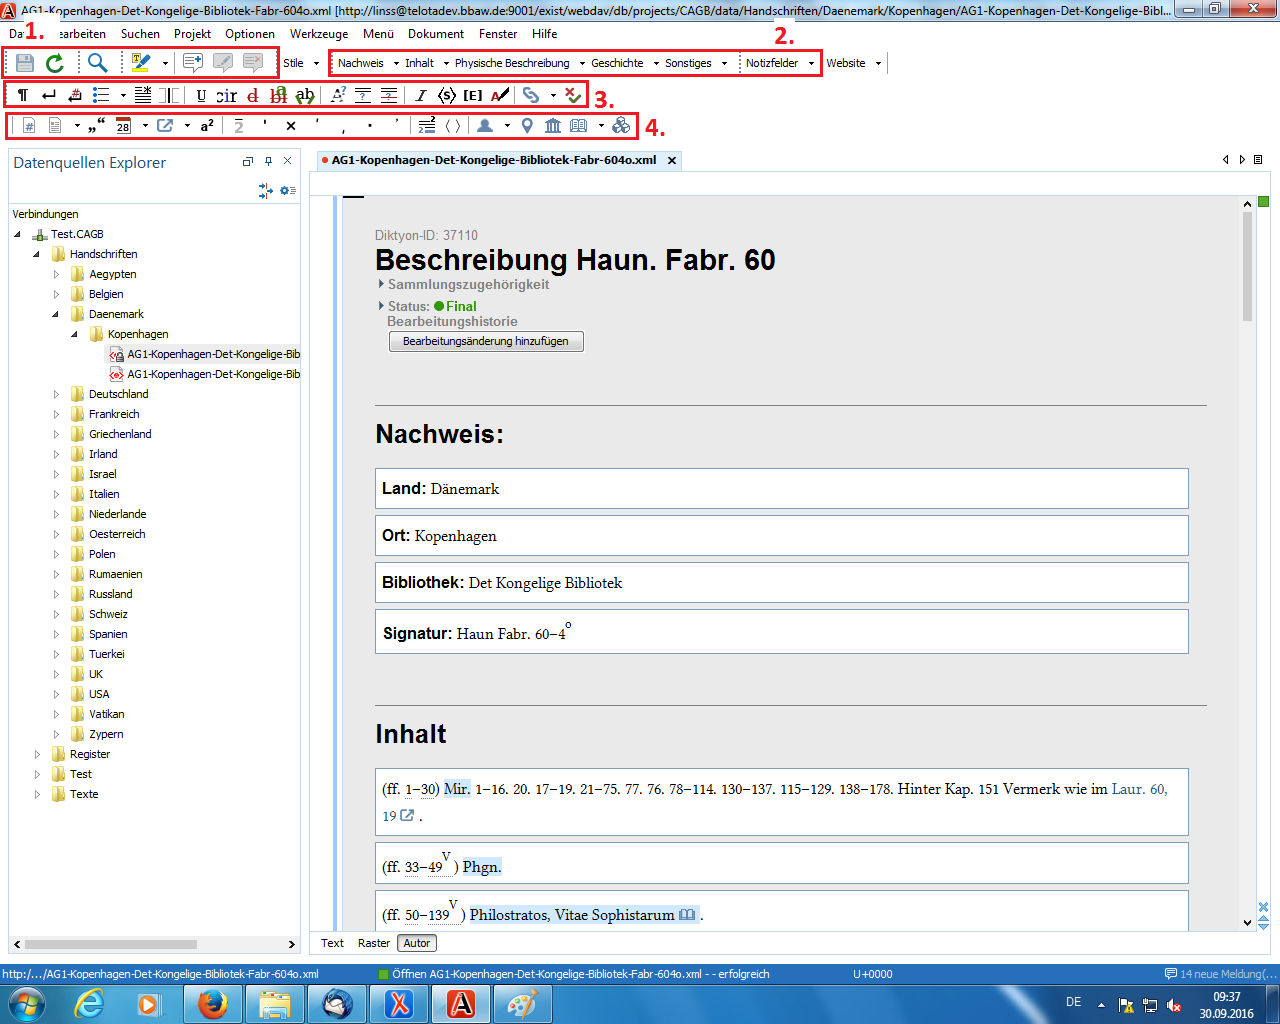 AG1-Kopenhagen-Det-Kongelige-Bibliotek-Fabr-604o.xml [http://linss@telotadev.bbaw.de:9001/exist/webdav/db/projects/CAGB/data/Handschriften/Daenemark/Kopenhagen/AG1-Kopenhagen-Det-Kongelige-Bibl...
1.
Da earbeiten Suchen Projekt Optionen Werkzeuge Menü Dokument Fenster Hilfe
2.
Stile Nachweis Inhalt Physische Beschreibung Geschichte Sonstiges Notizfelder Website
3.
4.
Datenquellen Explorer
AG1-Kopenhagen-Det-Kongelige-Bibliotek-Fabr-604o.xml
Verbindungen
Test.CAGB
Handschriften
Aegypten
Belgien
Daenemark
Kopenhagen
AG1-Kopenhagen-Det-Kongelige-Bib
AG1-Kopenhagen-Det-Kongelige-Bib
Deutschland
Frankreich
Griechenland
Irland
Israel
Italien
Niederlande
Oesterreich
Polen
Rumaenien
Russland
Schweiz
Spanien
Tuerkei
UK
USA
Vatikan
Zypern
Register
Test
Texte
Diktyon-ID: 37110
Beschreibung Haun. Fabr. 60
Sammlungszugehörigkeit
Status: Final
Bearbeitungshistorie
Bearbeitungsänderung hinzufügen
Nachweis:
Land: Dänemark
Ort: Kopenhagen
Bibliothek: Det Kongelige Bibliotek
Signatur: Haun Fabr. 60–4o
Inhalt
(ff. 1–30) Mir. 1–16. 20. 17–19. 21–75. 77. 76. 78–114. 130–137. 115–129. 138–178. Hinter Kap. 151 Vermerk wie im Laur. 60,
19 .
(ff. 33–49V) Phgn.
(ff. 50–139V) Philostratos, Vitae Sophistarum .
Text Raster Autor
http:/.../AG1-Kopenhagen-Det-Kongelige-Bibliotek-Fabr-604o.xml Öffnen AG1-Kopenhagen-Det-Kongelige-Bibliotek-Fabr-604o.xml - - erfolgreich U+0000 14 neue Meldung(...
DE 09:37
30.09.2016